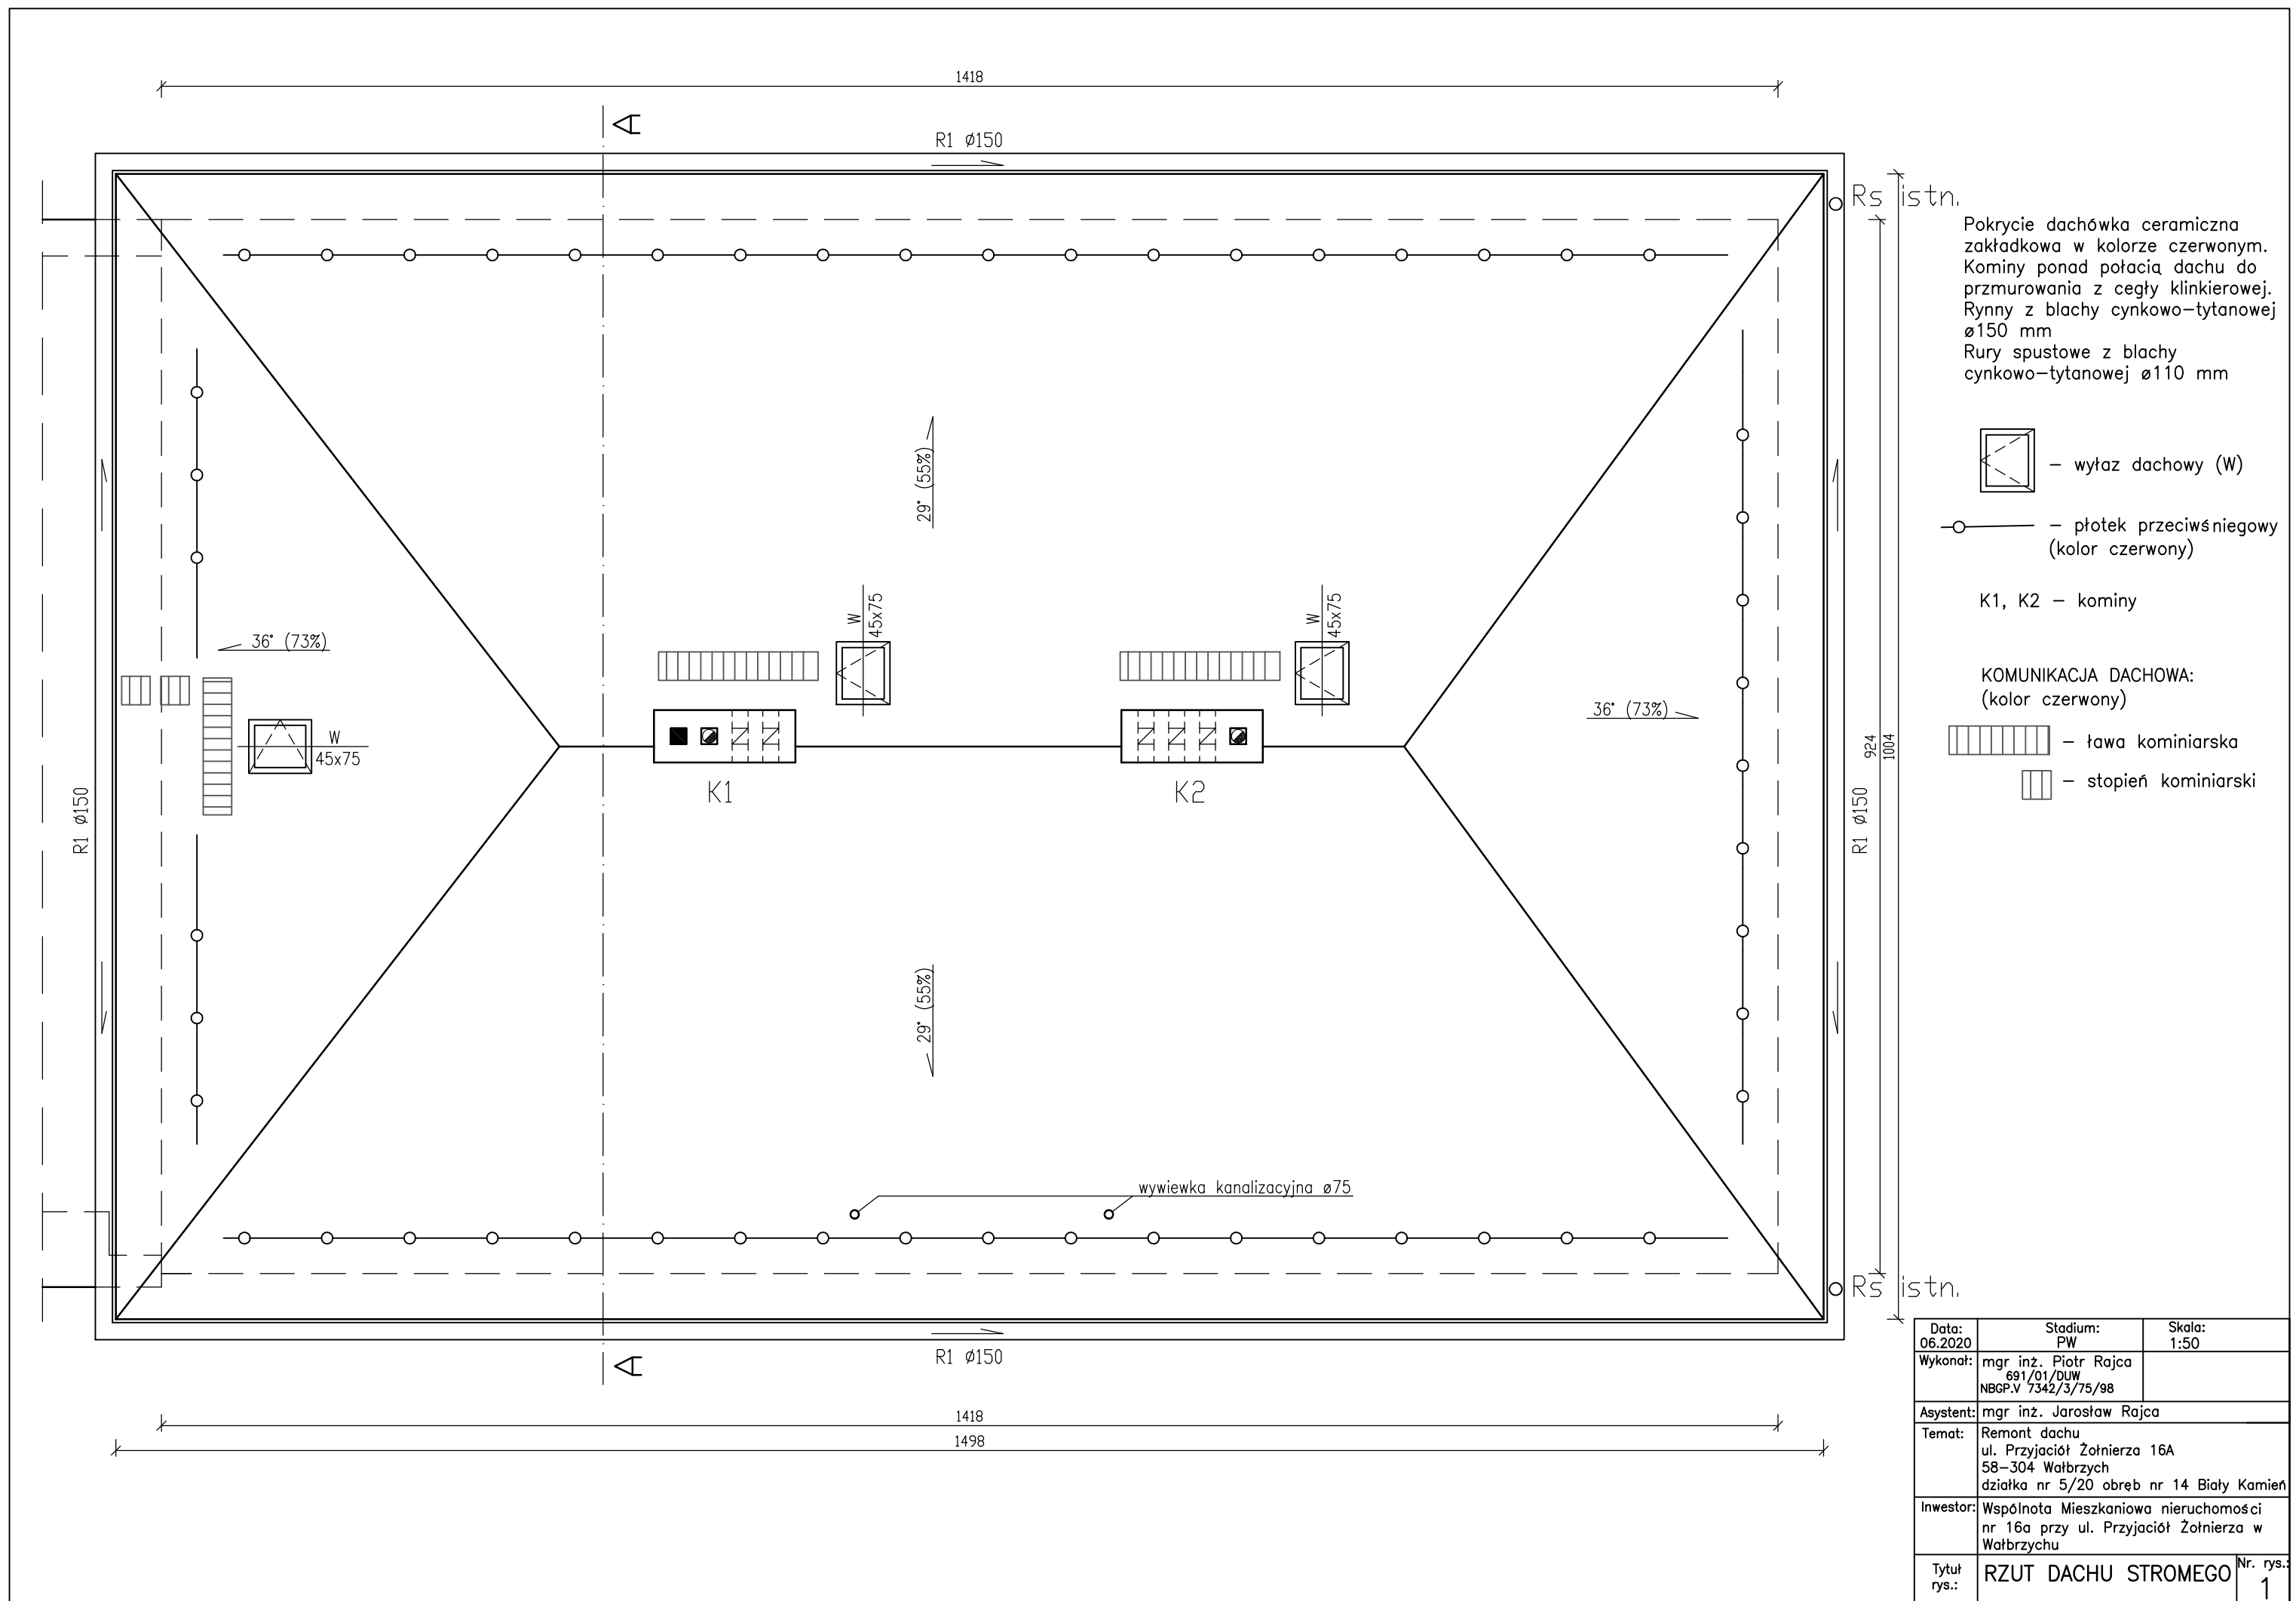 1418
A
R1 ø150
Rs istn.
Pokrycie dachówka ceramiczna
zakładkowa w kolorze czerwonym.
Kominy ponad połacią dachu do
przmurowania z cegły klinkierowej.
Rynny z blachy cynkowo-tytanowej
ø150 mm
Rury spustowe z blachy
cynkowo-tytanowej ø110 mm
29° (55%)
– wyłaz dachowy (W)
– płotek przeciwśniegowy
(kolor czerwony)
K1, K2 – kominy
W
45x75
W
45x75
36° (73%)
KOMUNIKACJA DACHOWA:
(kolor czerwony)
36° (73%)
W
45x75
– ława kominiarska
– stopień kominiarski
924
1004
K1
K2
R1 ø150
R1 ø150
29° (55%)
wywiewka kanalizacyjna ø75
Rs istn.
R1 ø150
A
1418
1498
Data:
06.2020
Stadium:
PW
Skala:
1:50
Wykonał:
mgr inż. Piotr Rajca
691/01/DUW
NBGP.V 7342/3/75/98
Asystent:
mgr inż. Jarosław Rajca
Temat:
Remont dachu
ul. Przyjaciół Żołnierza 16A
58-304 Wałbrzych
działka nr 5/20 obręb nr 14 Biały Kamień
Inwestor:
Wspólnota Mieszkaniowa nieruchomości
nr 16a przy ul. Przyjaciół Żołnierza w
Wałbrzychu
Tytuł
rys.:
RZUT DACHU STROMEGO
Nr. rys.:
1